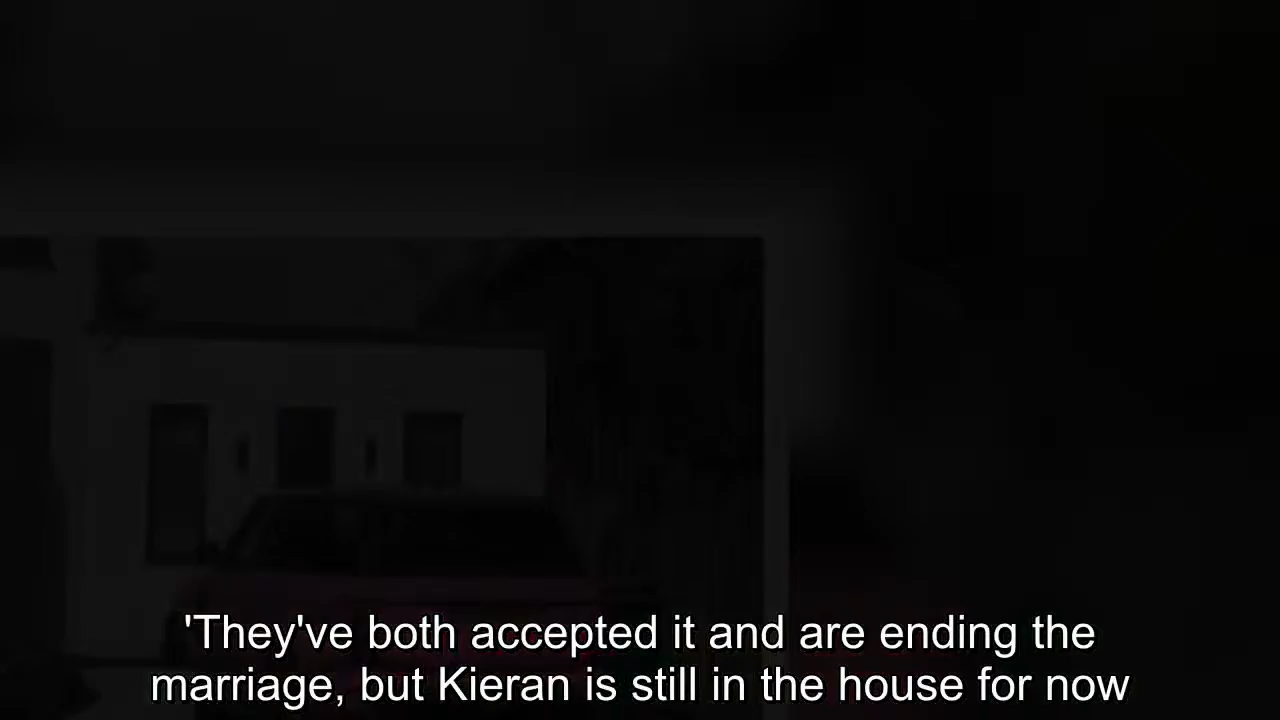 'They've both accepted it and are ending the
marriage, but Kieran is still in the house for now